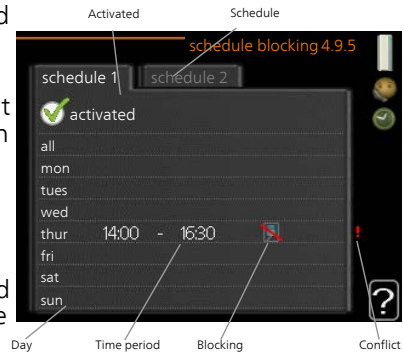 Activated Schedule
d
schedule blocking 4.9.5
schedule 1 schedule 2
t
activated
n
all
mon
tues
wed
thur 14:00 - 16:30 !
fri
sat
d
sun ?
e
Day Time period Blocking Conflict